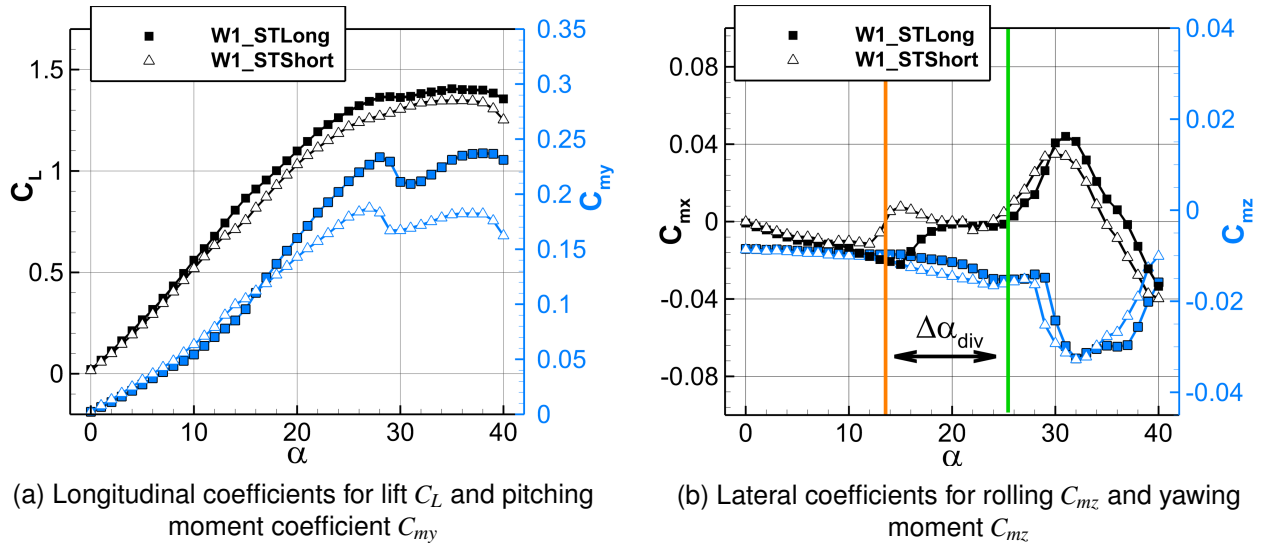 W1_STLong
W1_STShort
1.5
1
0.5
0
C_L
0.35
0.3
0.25
0.2
0.15
0.1
0.05
0
C_my
0 10 20 30 40
α
(a) Longitudinal coefficients for lift C_L and pitching
moment coefficient C_my
W1_STLong
W1_STShort
0.08
0.04
0
-0.04
-0.08
C_mx
0.04
0.02
0
-0.02
-0.04
C_mz
Δα_div
0 10 20 30 40
α
(b) Lateral coefficients for rolling C_mz and yawing
moment C_mz